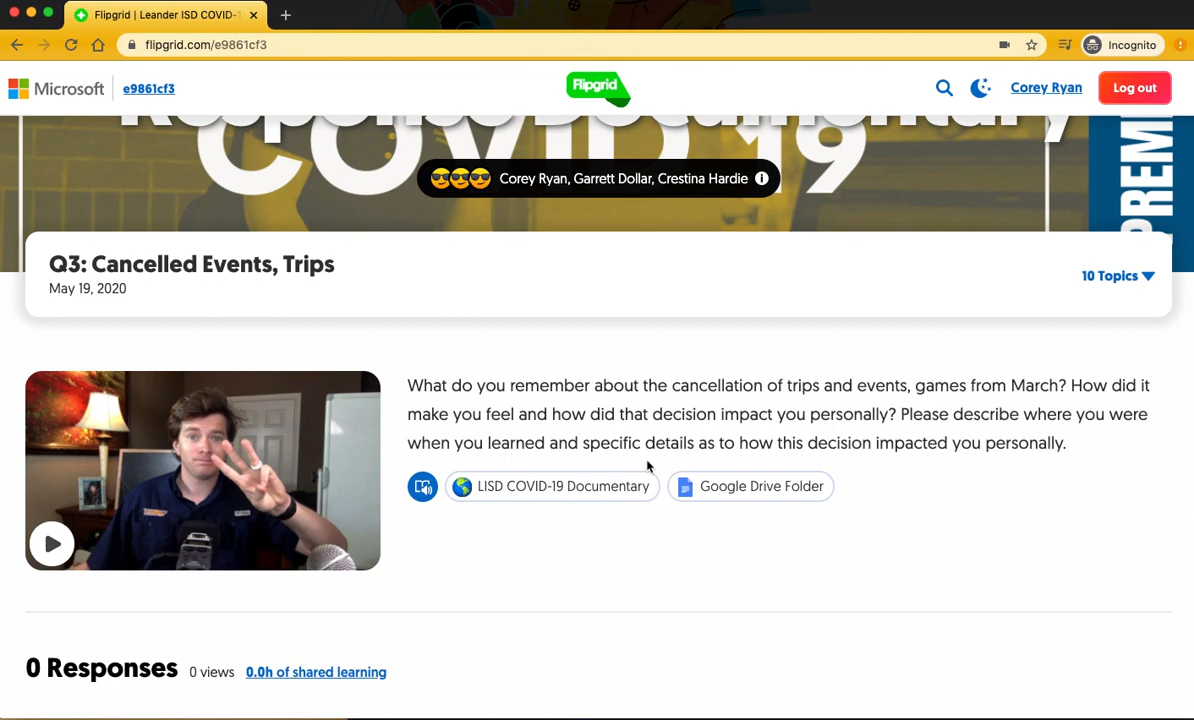 Flipgrid | Leander ISD COVID-1
flipgrid.com/e9861cf3
Incognito
Microsoft
e9861cf3
Flipgrid
Corey Ryan
Log out
Response Documentary
COVID 19
PREM
Corey Ryan, Garrett Dollar, Crestina Hardie
Q3: Cancelled Events, Trips
May 19, 2020
10 Topics
What do you remember about the cancellation of trips and events, games from March? How did it
make you feel and how did that decision impact you personally? Please describe where you were
when you learned and specific details as to how this decision impacted you personally.
LISD COVID-19 Documentary
Google Drive Folder
0 Responses
0 views
0.0h of shared learning